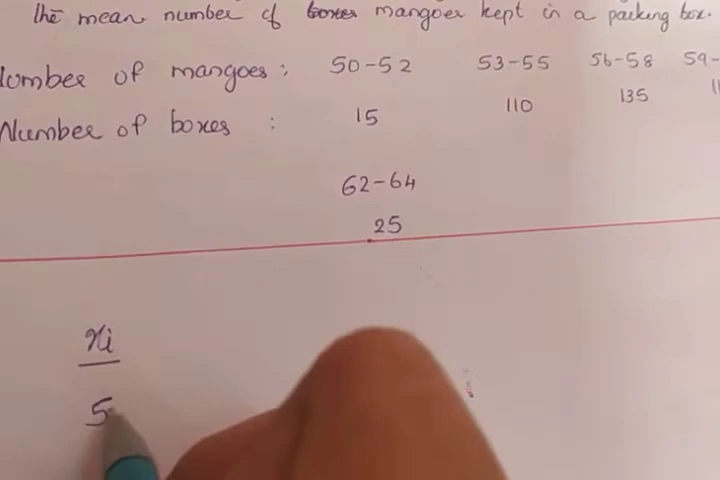 the mean number of boxes mangoes kept in a packing box.
Number of mangoes: 50-52 53-55 56-58 59-
Number of boxes : 15 110 135
62-64
25
xi
5